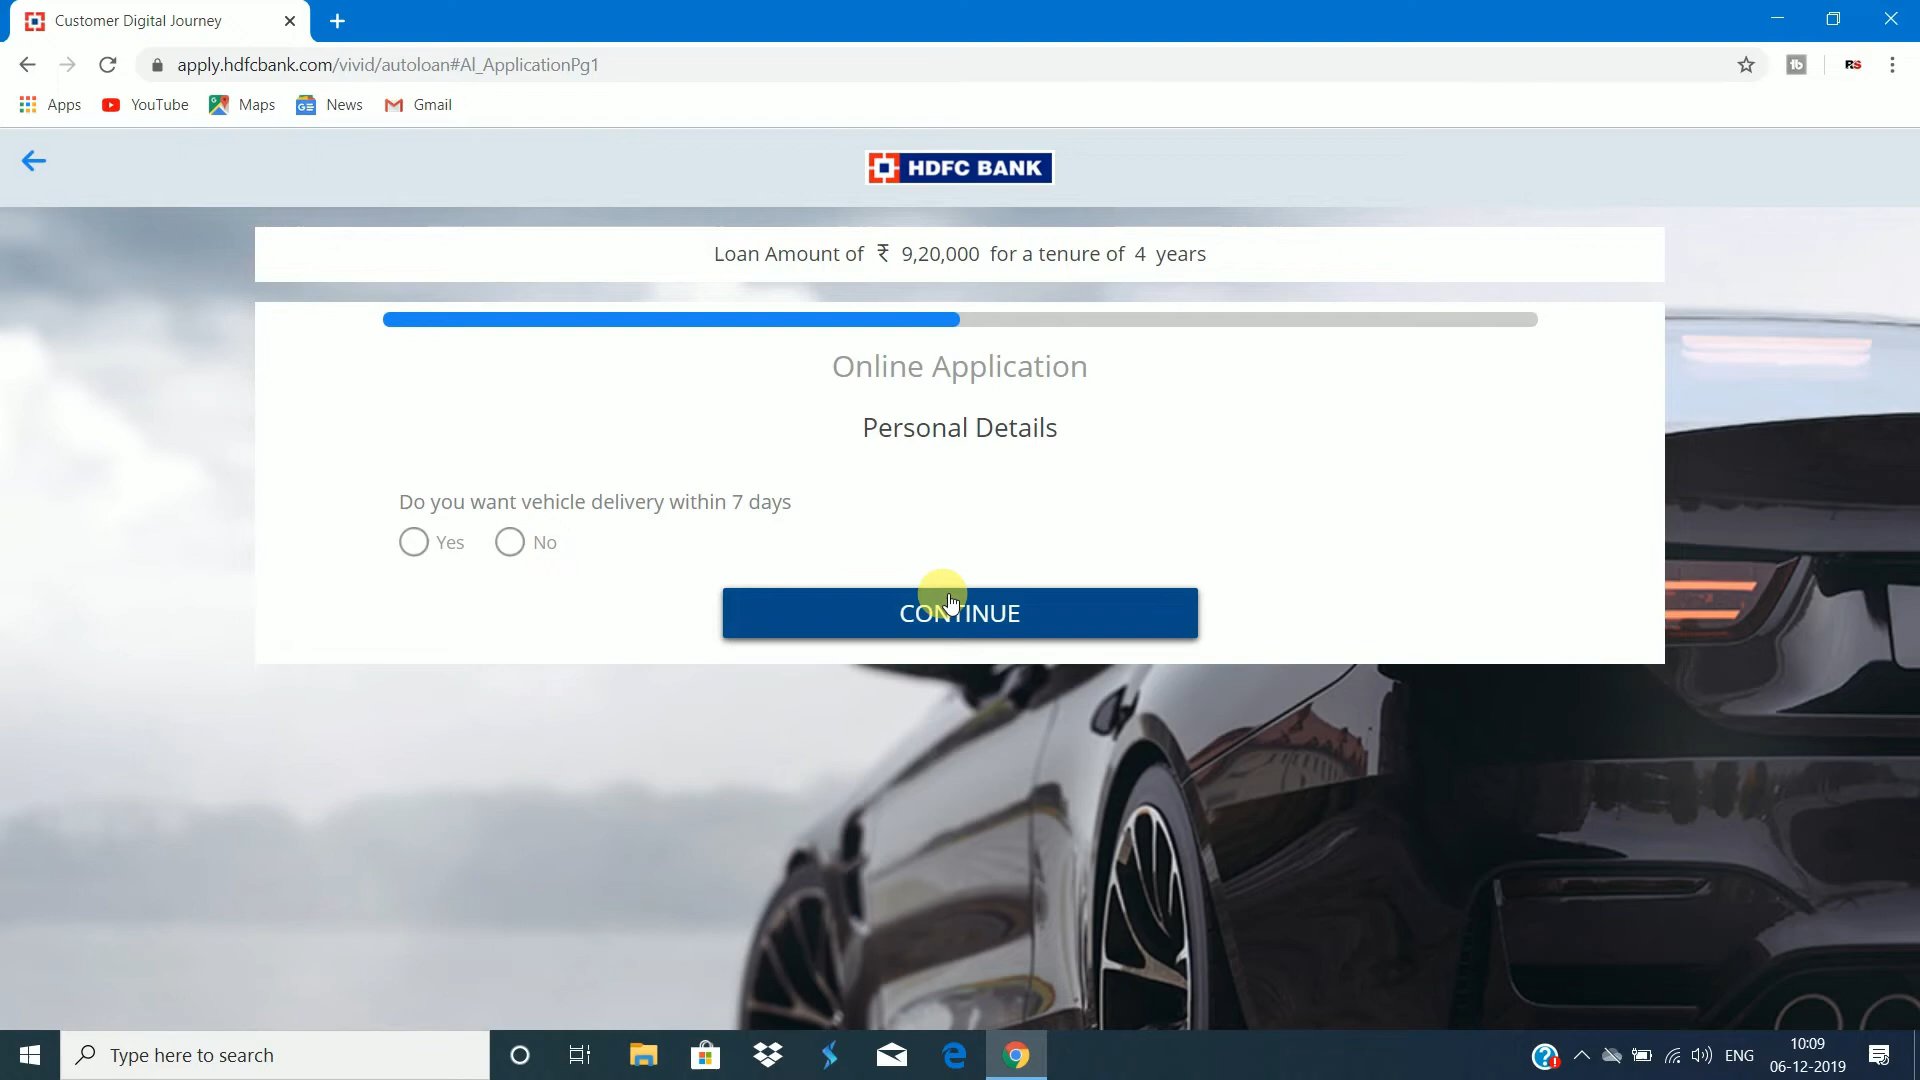 Customer Digital Journey
apply.hdfcbank.com/vivid/autoloan#Al_ApplicationPg1
Apps YouTube Maps News Gmail
HDFC BANK
Loan Amount of ₹ 9,20,000 for a tenure of 4 years
Online Application
Personal Details
Do you want vehicle delivery within 7 days
Yes No
CONTINUE
Type here to search
ENG
10:09
06-12-2019